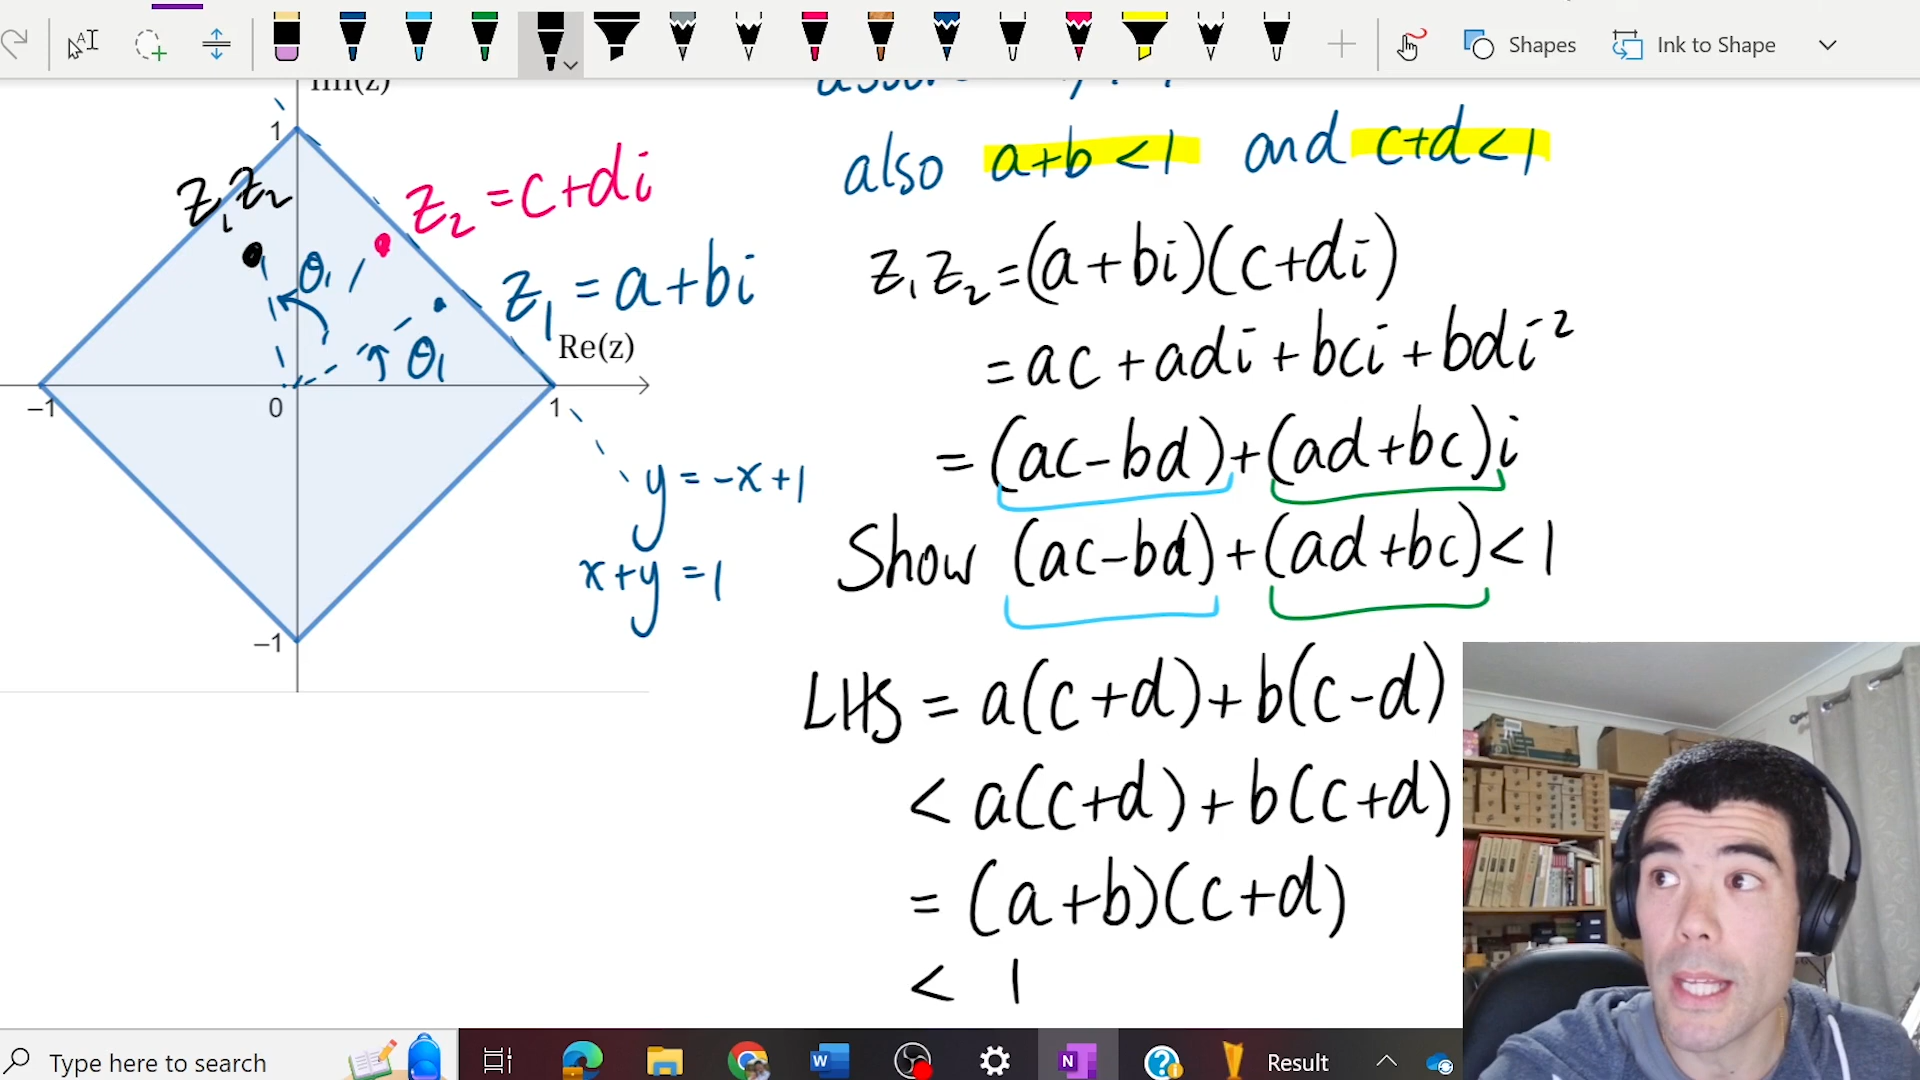 Shapes
Ink to Shape
Im(z)
also a+b<1 and c+d<1
1
z₁z₂
z₂ = c+di
θ₁
z₁ = a+bi
θ₁
Re(z)
−1
0
1
y = -x+1
x+y = 1
−1
z₁z₂ = (a+bi)(c+di)
= ac + adi + bci + bdi²
= (ac-bd) + (ad+bc)i
Show (ac-bd) + (ad+bc) < 1
LHS = a(c+d) + b(c-d)
< a(c+d) + b(c+d)
= (a+b)(c+d)
< 1
Type here to search
Result